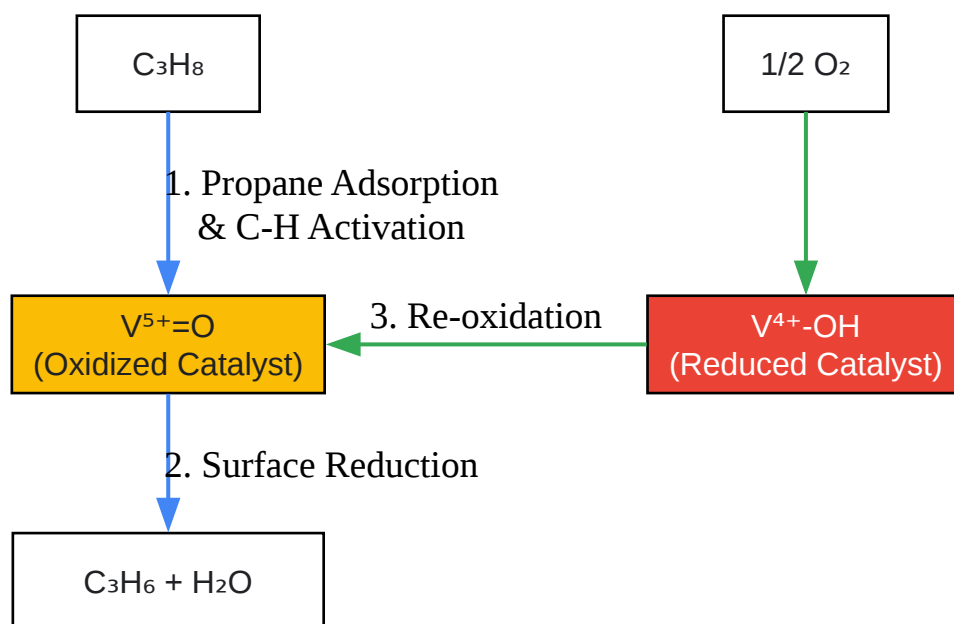 C₃H₈
1/2 O₂
1. Propane Adsorption
& C-H Activation
V⁵⁺=O
(Oxidized Catalyst)
3. Re-oxidation
V⁴⁺-OH
(Reduced Catalyst)
2. Surface Reduction
C₃H₆ + H₂O